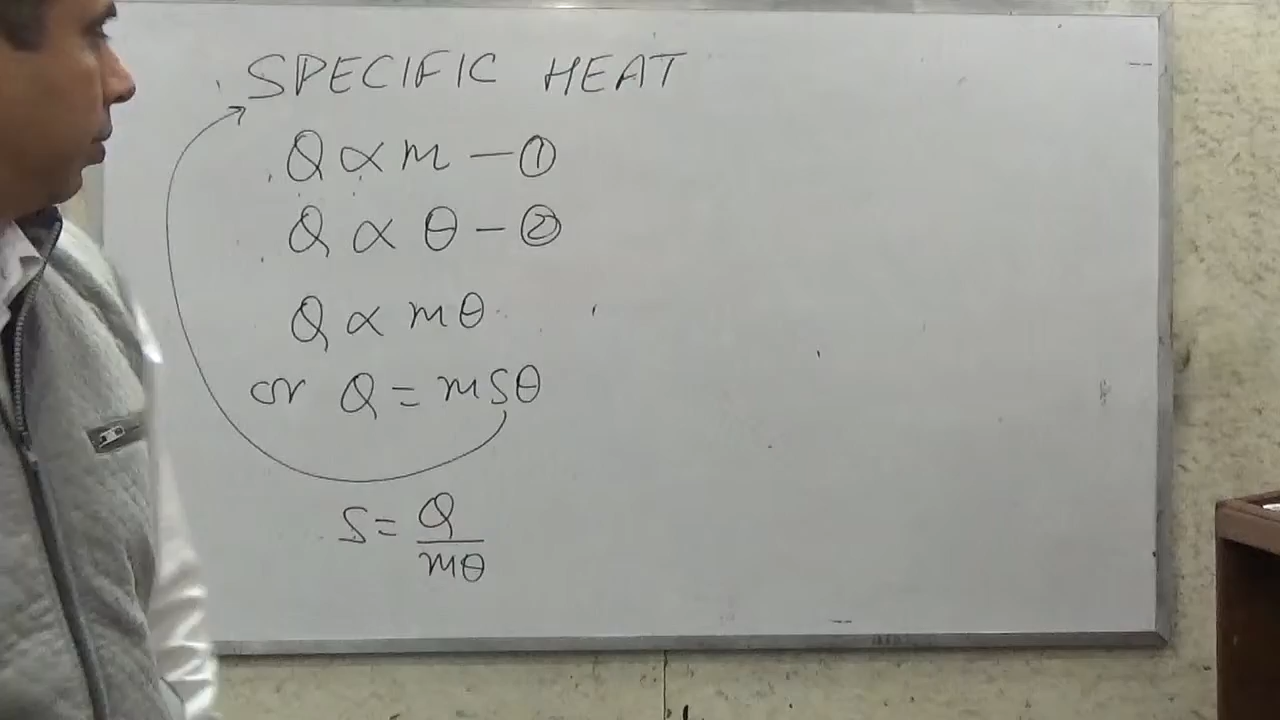 SPECIFIC HEAT
Q ∝ m — ①
Q ∝ θ — ②
Q ∝ mθ
or Q = msθ
S = Q/mθ